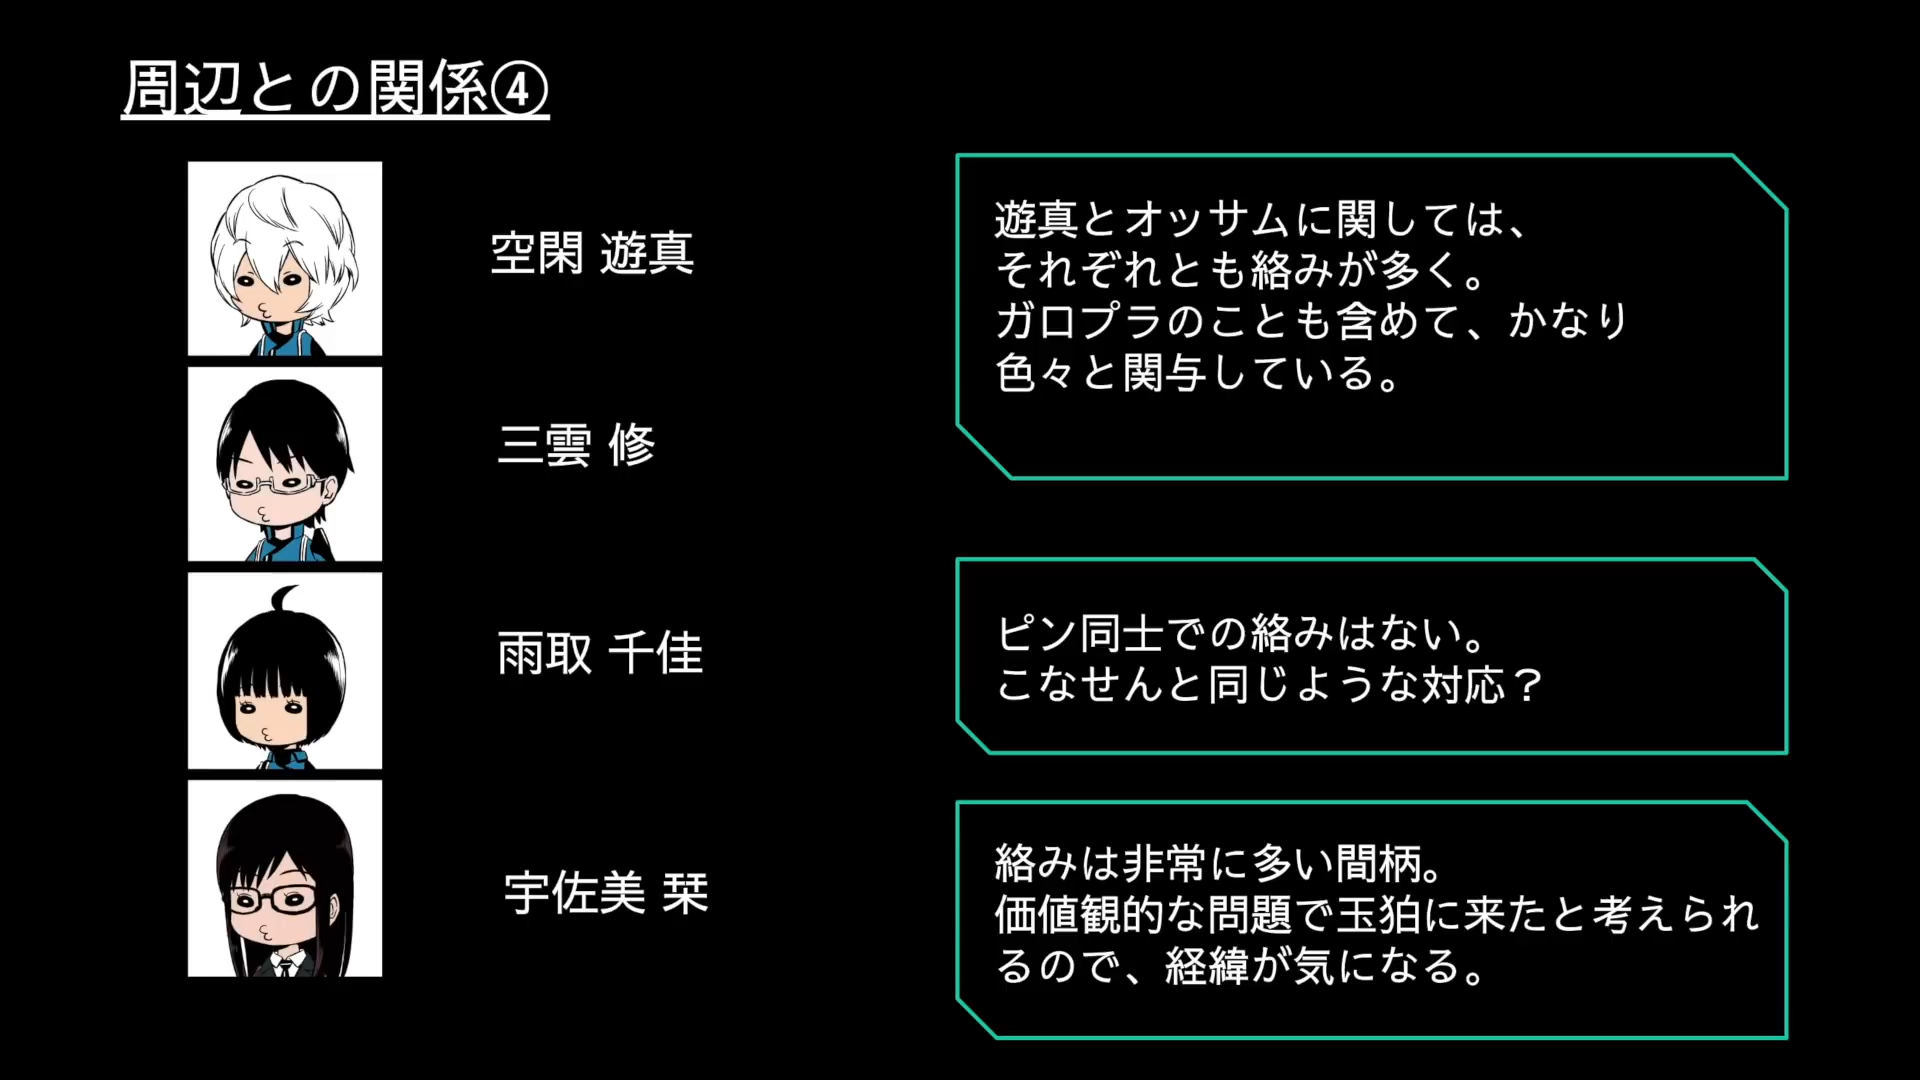 周辺との関係④
空閑 遊真
三雲 修
遊真とオッサムに関しては、
それぞれとも絡みが多く。
ガロプラのことも含めて、かなり
色々と関与している。
雨取 千佳
ピン同士での絡みはない。
こなせんと同じような対応？
宇佐美 栞
絡みは非常に多い間柄。
価値観的な問題で玉狛に来たと考えられ
るので、経緯が気になる。